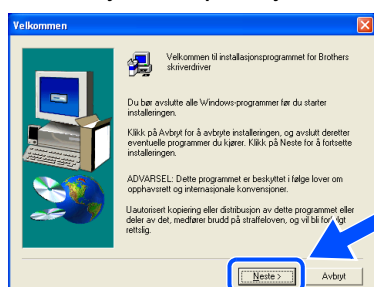 Velkommen
Velkommen til installasjonsprogrammet for Brothers
skriverdriver
Du bør avslutte alle Windows-programmer før du starter
installeringen.
Klikk på Avbryt for å avbryte installeringen, og avslutt deretter
eventuelle programmer du kjører. Klikk på Neste for å fortsette
installeringen.
ADVARSEL: Dette programmet er beskyttet i følge lover om
opphavsrett og internasjonale konvensjoner.
Uautorisert kopiering eller distribusjon av dette programmet eller
deler av det, medfører brudd på straffeloven, og vil bli forfulgt
rettslig.
Neste >
Avbryt